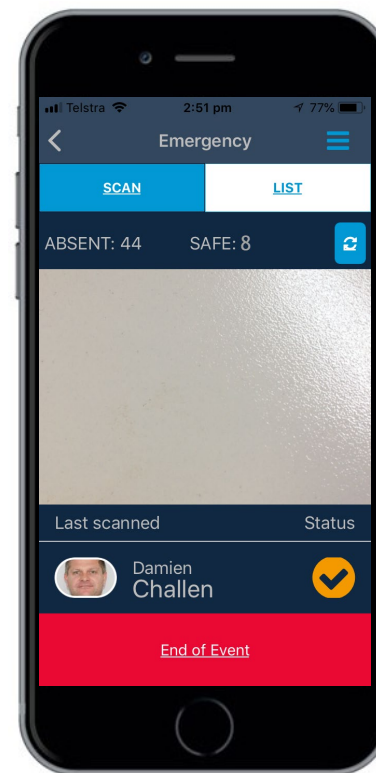 Telstra 2:51 pm 77%
Emergency
SCAN LIST
ABSENT: 44 SAFE: 8
Last scanned Status
Damien
Challen
End of Event